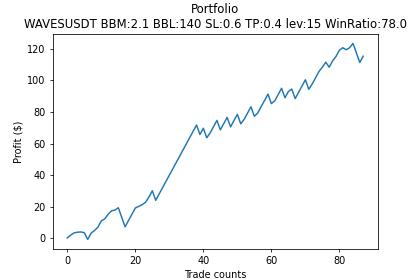 Portfolio
WAVESUSDT BBM:2.1 BBL:140 SL:0.6 TP:0.4 lev:15 WinRatio:78.0
120
100
80
60
40
20
0
Profit ($)
0 20 40 60 80
Trade counts